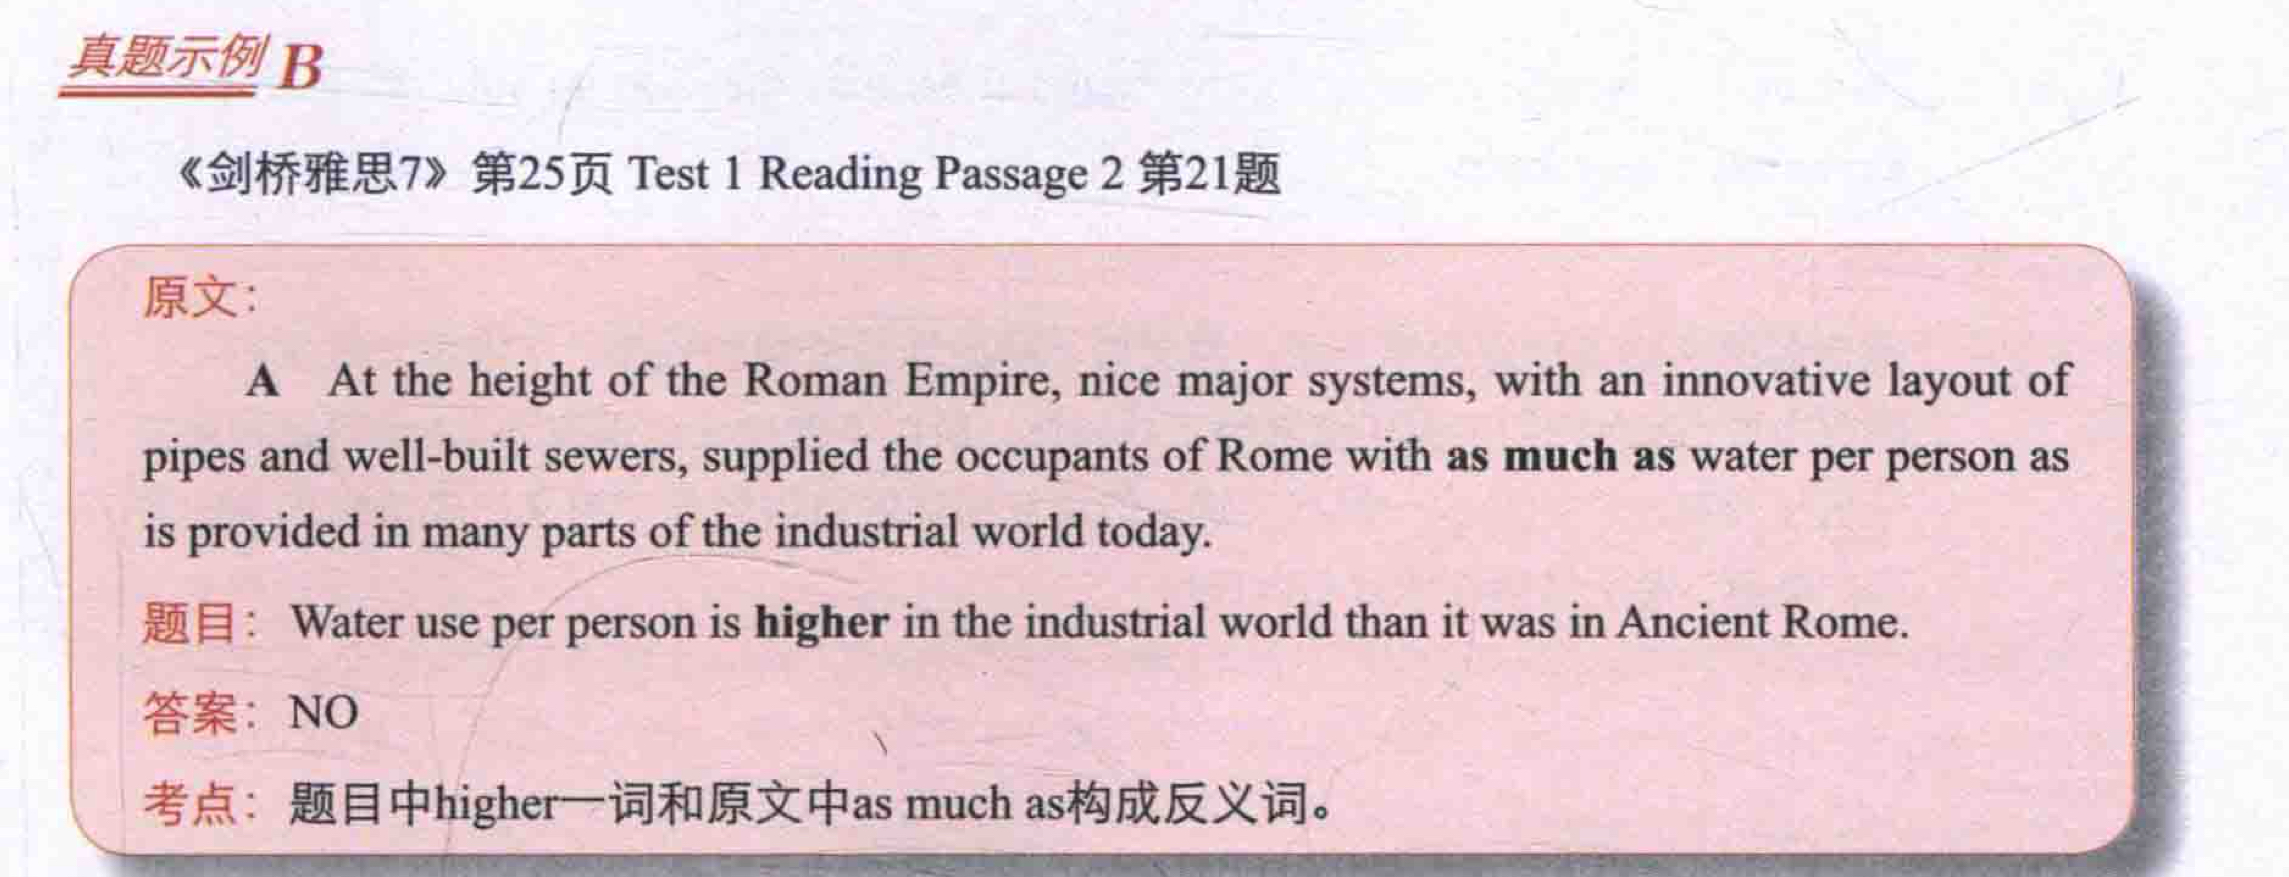 真题示例 B
《剑桥雅思7》第25页 Test 1 Reading Passage 2 第21题
原文：
A At the height of the Roman Empire, nice major systems, with an innovative layout of
pipes and well-built sewers, supplied the occupants of Rome with as much as water per person as
is provided in many parts of the industrial world today.
题目： Water use per person is higher in the industrial world than it was in Ancient Rome.
答案： NO
考点： 题目中higher一词和原文中as much as构成反义词。